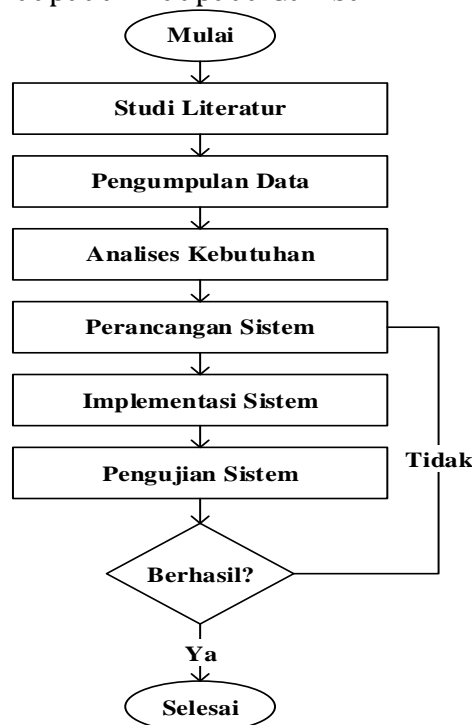 Mulai
Studi Literatur
Pengumpulan Data
Analises Kebutuhan
Perancangan Sistem
Implementasi Sistem
Pengujian Sistem
Tidak
Berhasil?
Ya
Selesai